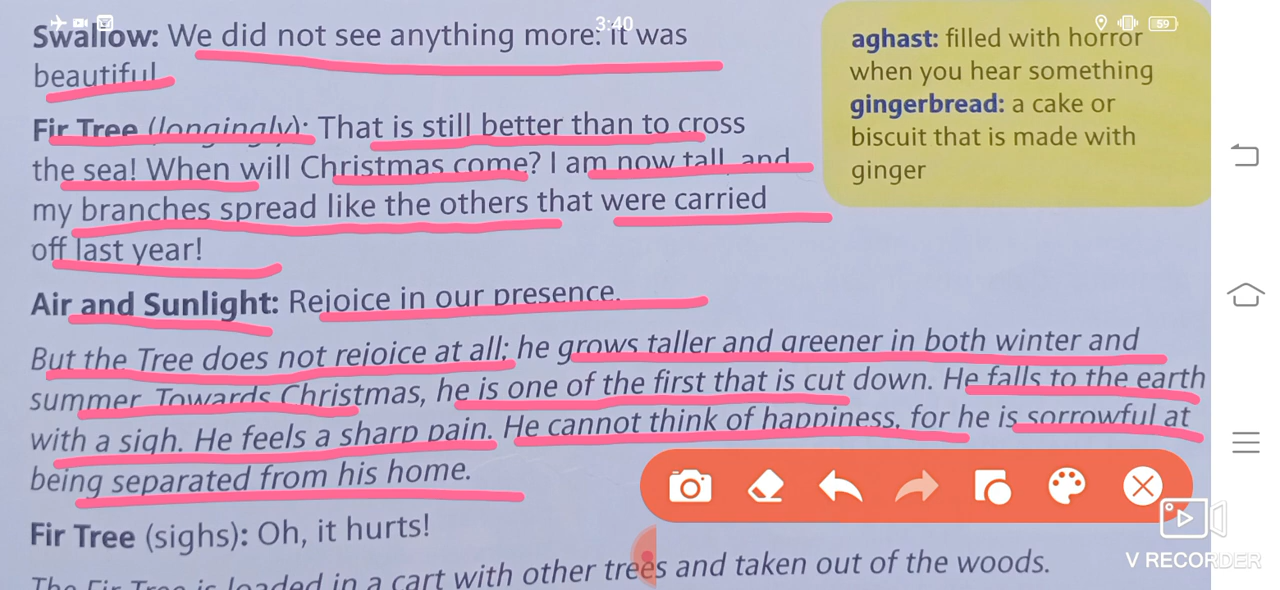 3:40
59
Swallow: We did not see anything more: it was
beautiful.
Fir Tree (longingly): That is still better than to cross
the sea! When will Christmas come? I am now tall, and
my branches spread like the others that were carried
off last year!
Air and Sunlight: Rejoice in our presence.
But the Tree does not rejoice at all; he grows taller and greener in both winter and
summer. Towards Christmas, he is one of the first that is cut down. He falls to the earth
with a sigh. He feels a sharp pain. He cannot think of happiness, for he is sorrowful at
being separated from his home.
Fir Tree (sighs): Oh, it hurts!
The Fir Tree is loaded in a cart with other trees and taken out of the woods.
aghast: filled with horror
when you hear something
gingerbread: a cake or
biscuit that is made with
ginger
V RECORDER